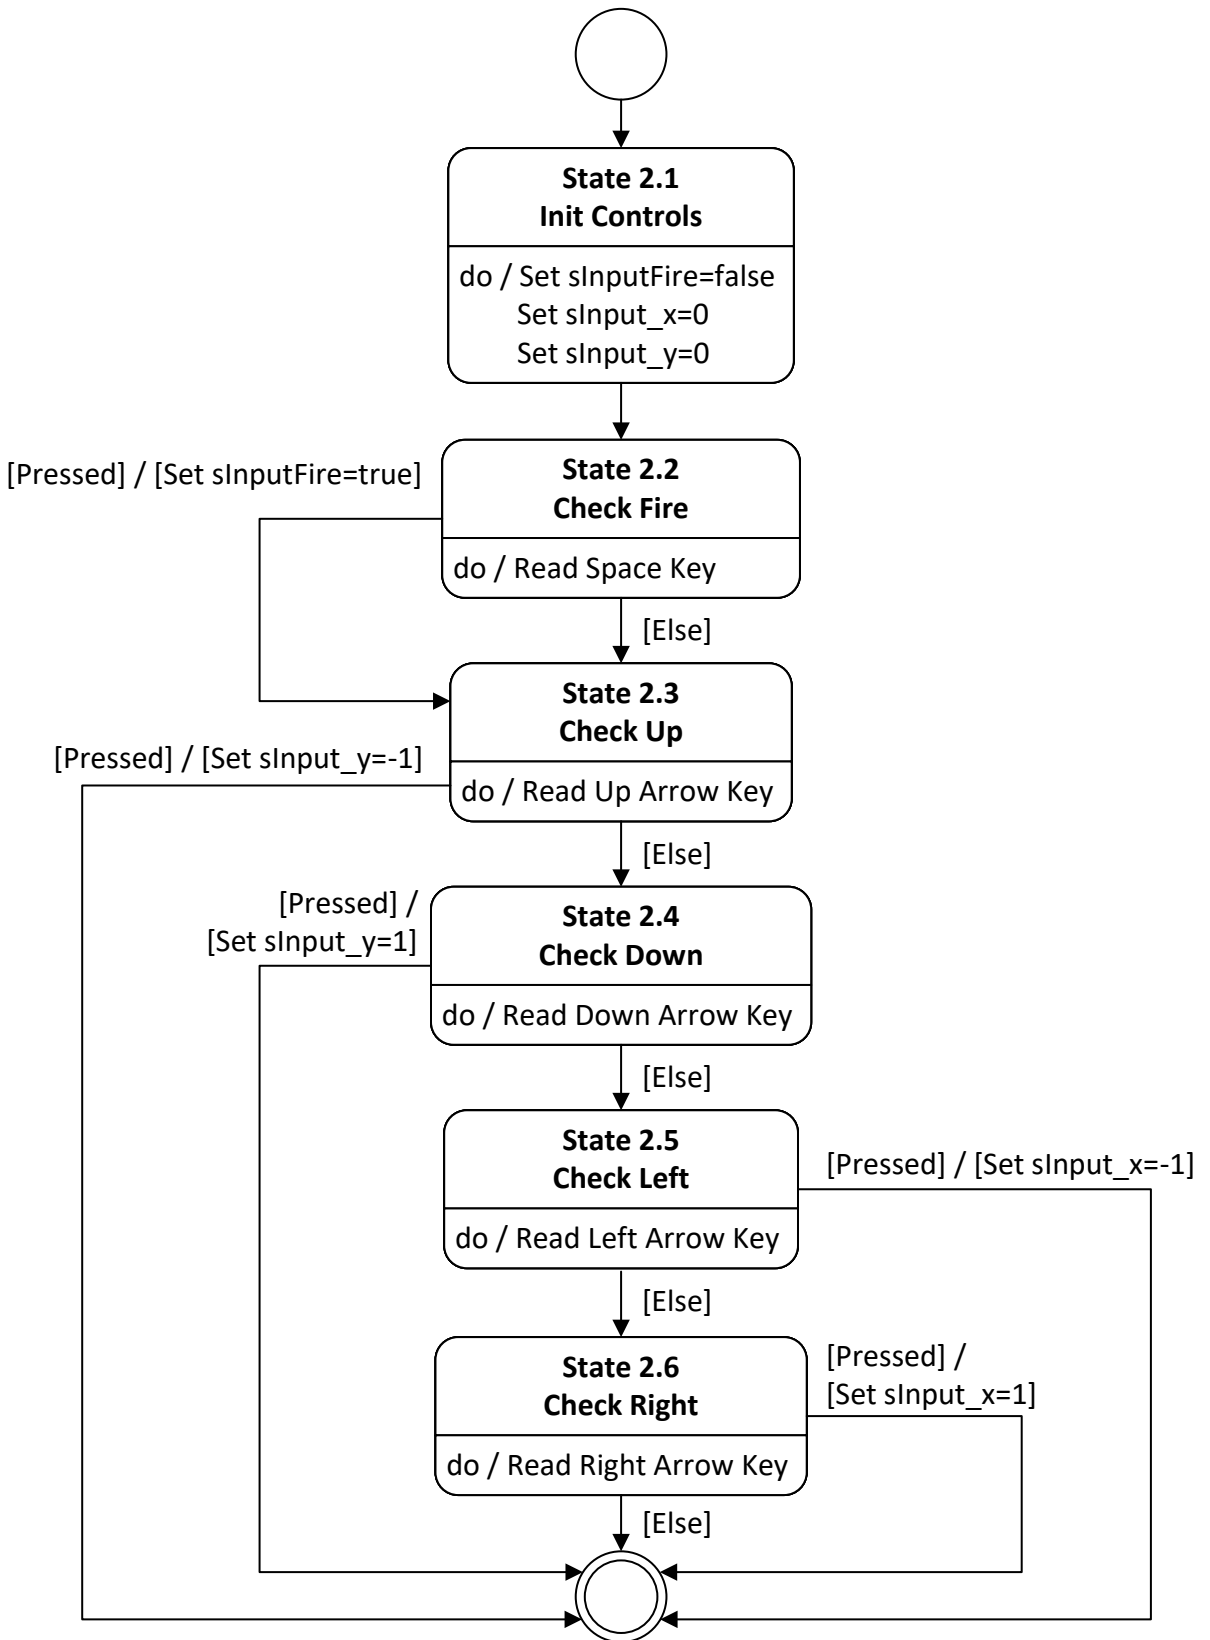 State 2.1
Init Controls
do / Set sInputFire=false
Set sInput_x=0
Set sInput_y=0
[Pressed] / [Set sInputFire=true]
State 2.2
Check Fire
do / Read Space Key
[Else]
State 2.3
Check Up
[Pressed] / [Set sInput_y=-1]
do / Read Up Arrow Key
[Else]
[Pressed] /
[Set sInput_y=1]
State 2.4
Check Down
do / Read Down Arrow Key
[Else]
State 2.5
Check Left
[Pressed] / [Set sInput_x=-1]
do / Read Left Arrow Key
[Else]
State 2.6
Check Right
[Pressed] /
[Set sInput_x=1]
do / Read Right Arrow Key
[Else]